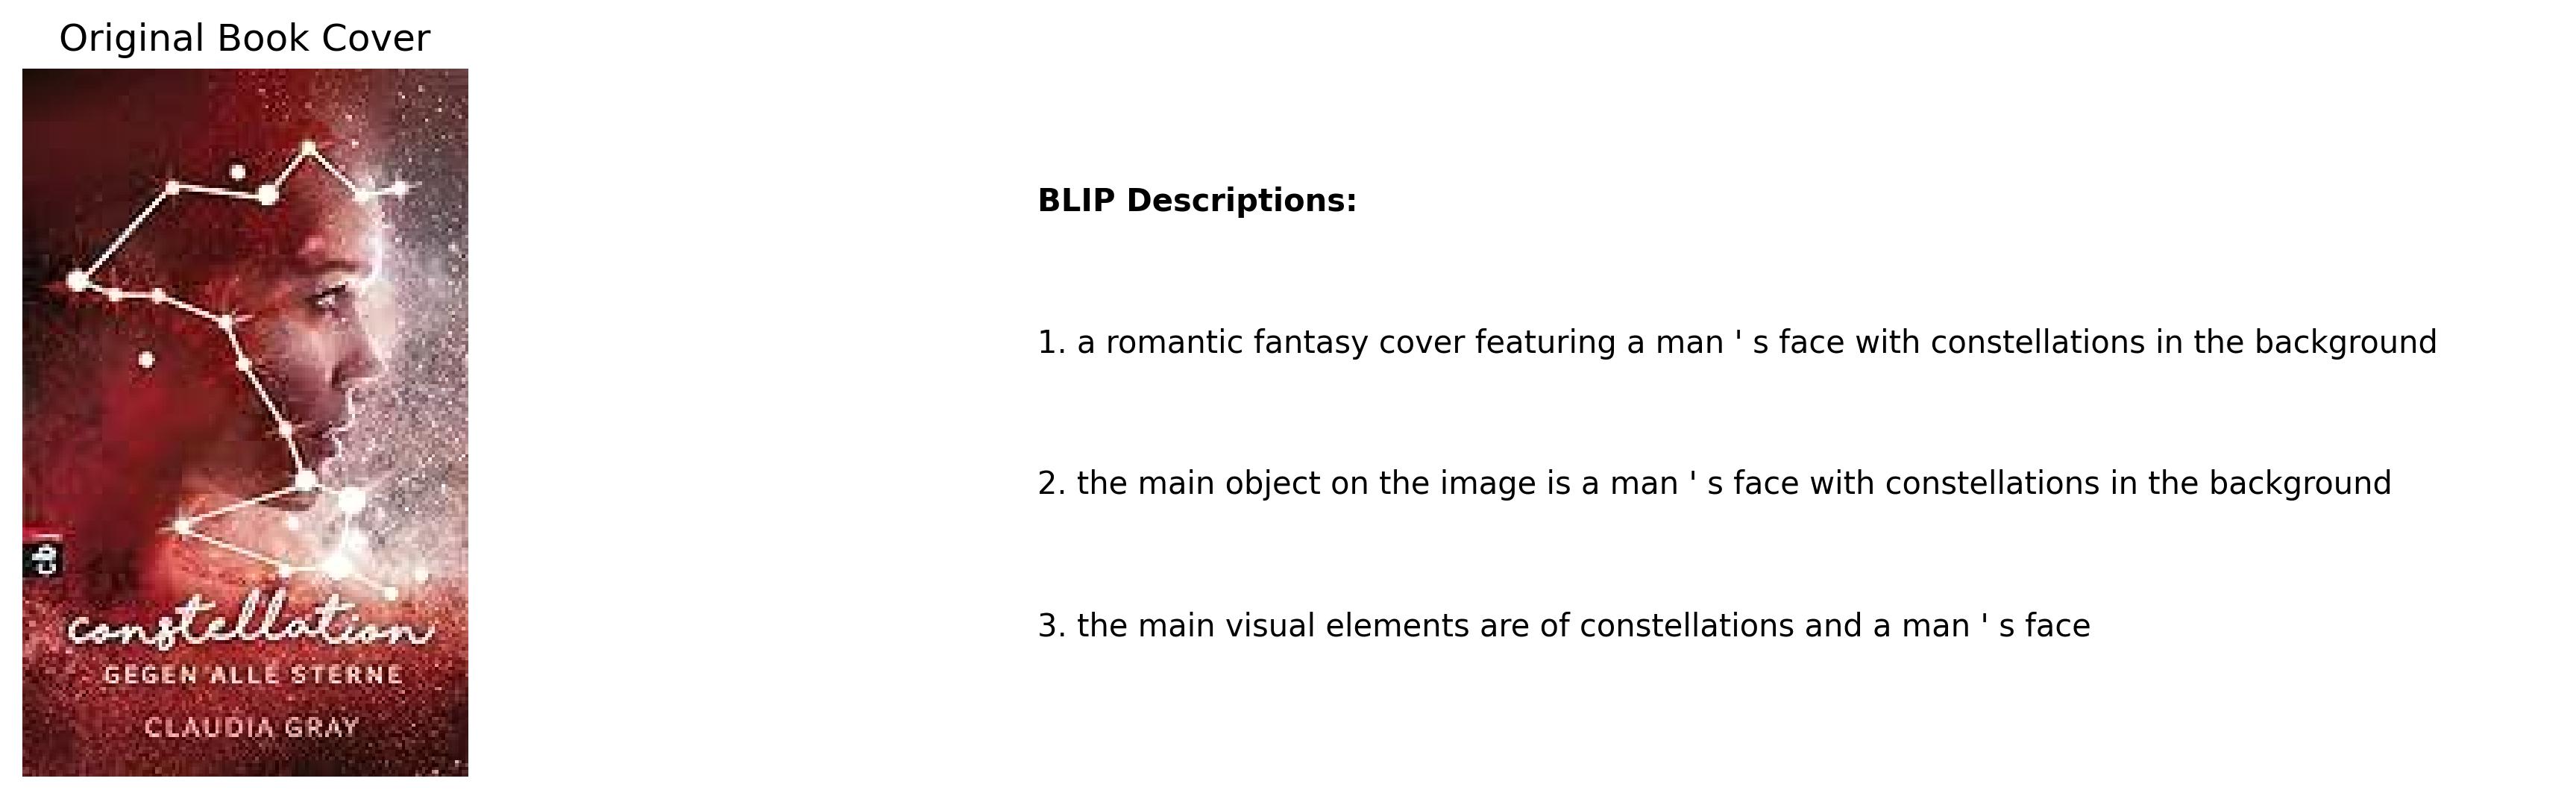 Original Book Cover
constellation
GEGEN ALLE STERNE
CLAUDIA GRAY
BLIP Descriptions:
1. a romantic fantasy cover featuring a man ' s face with constellations in the background
2. the main object on the image is a man ' s face with constellations in the background
3. the main visual elements are of constellations and a man ' s face